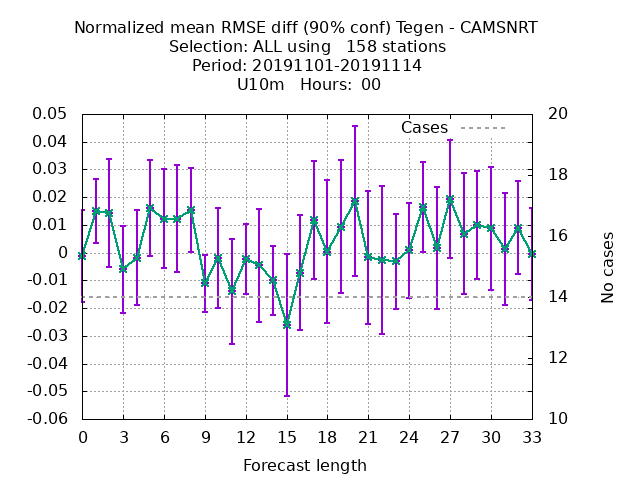 Normalized mean RMSE diff (90% conf) Tegen - CAMSNRT
Selection: ALL using   158 stations
Period: 20191101-20191114
U10m   Hours:  00
Cases
0.05
0.04
0.03
0.02
0.01
0
-0.01
-0.02
-0.03
-0.04
-0.05
-0.06
20
18
16
14
12
10
No cases
0 3 6 9 12 15 18 21 24 27 30 33
Forecast length